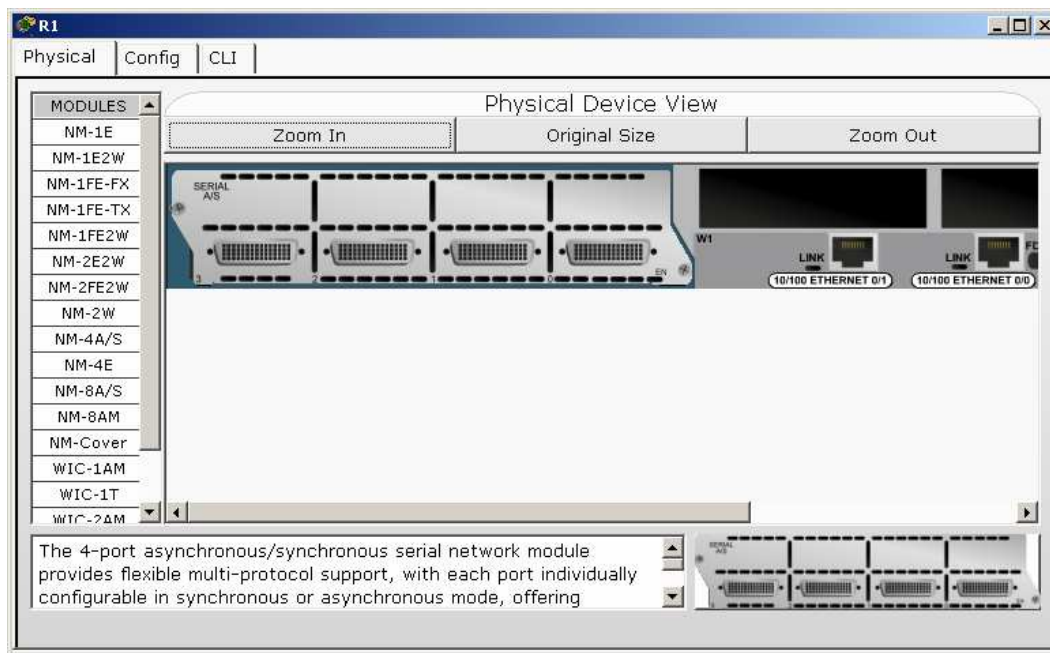 R1
Physical
Config
CLI
MODULES
NM-1E
NM-1E2W
NM-1FE-FX
NM-1FE-TX
NM-1FE2W
NM-2E2W
NM-2FE2W
NM-2W
NM-4A/S
NM-4E
NM-8A/S
NM-8AM
NM-Cover
WIC-1AM
WIC-1T
WIC-2AM
Physical Device View
Zoom In
Original Size
Zoom Out
SERIAL
A/S
3
2
1
0
EN
W1
LINK
10/100 ETHERNET 0/1
LINK
10/100 ETHERNET 0/0
The 4-port asynchronous/synchronous serial network module
provides flexible multi-protocol support, with each port individually
configurable in synchronous or asynchronous mode, offering
SERIAL
A/S